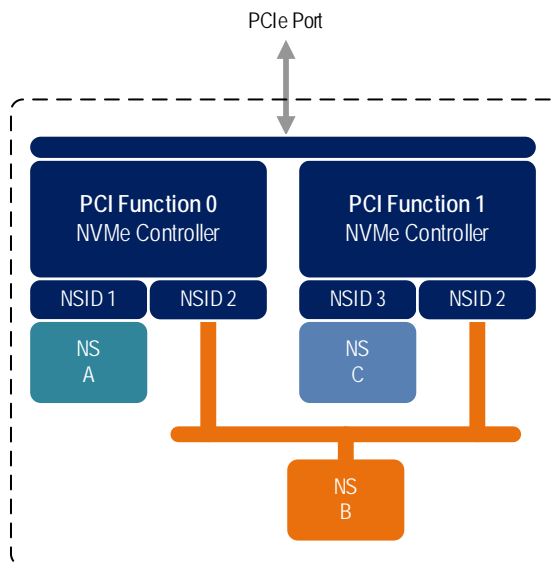 PCIe Port
PCI Function 0
NVMe Controller
PCI Function 1
NVMe Controller
NSID 1
NSID 2
NSID 3
NSID 2
NS
A
NS
C
NS
B